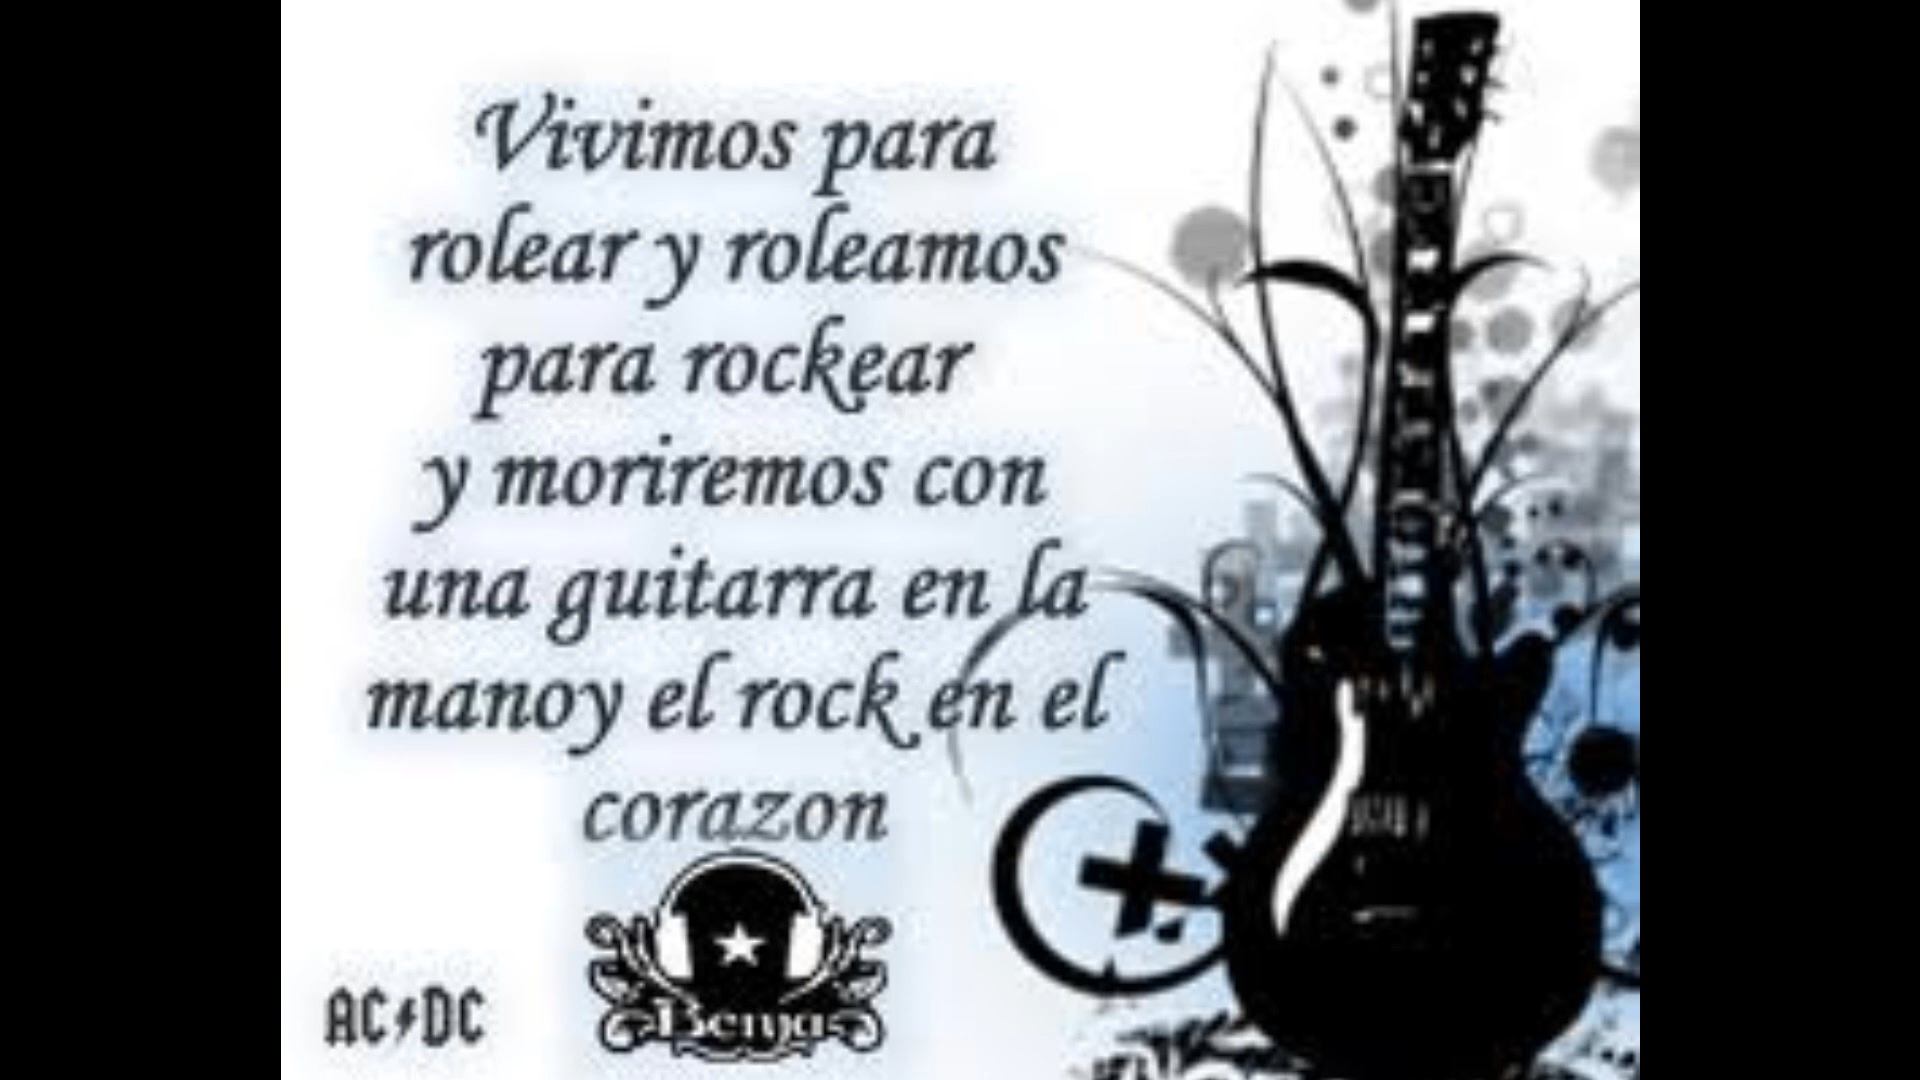 Vivimos para
rolear y roleamos
para rockear
y moriremos con
una guitarra en la
manoy el rock en el
corazon
Benja
AC⚡DC